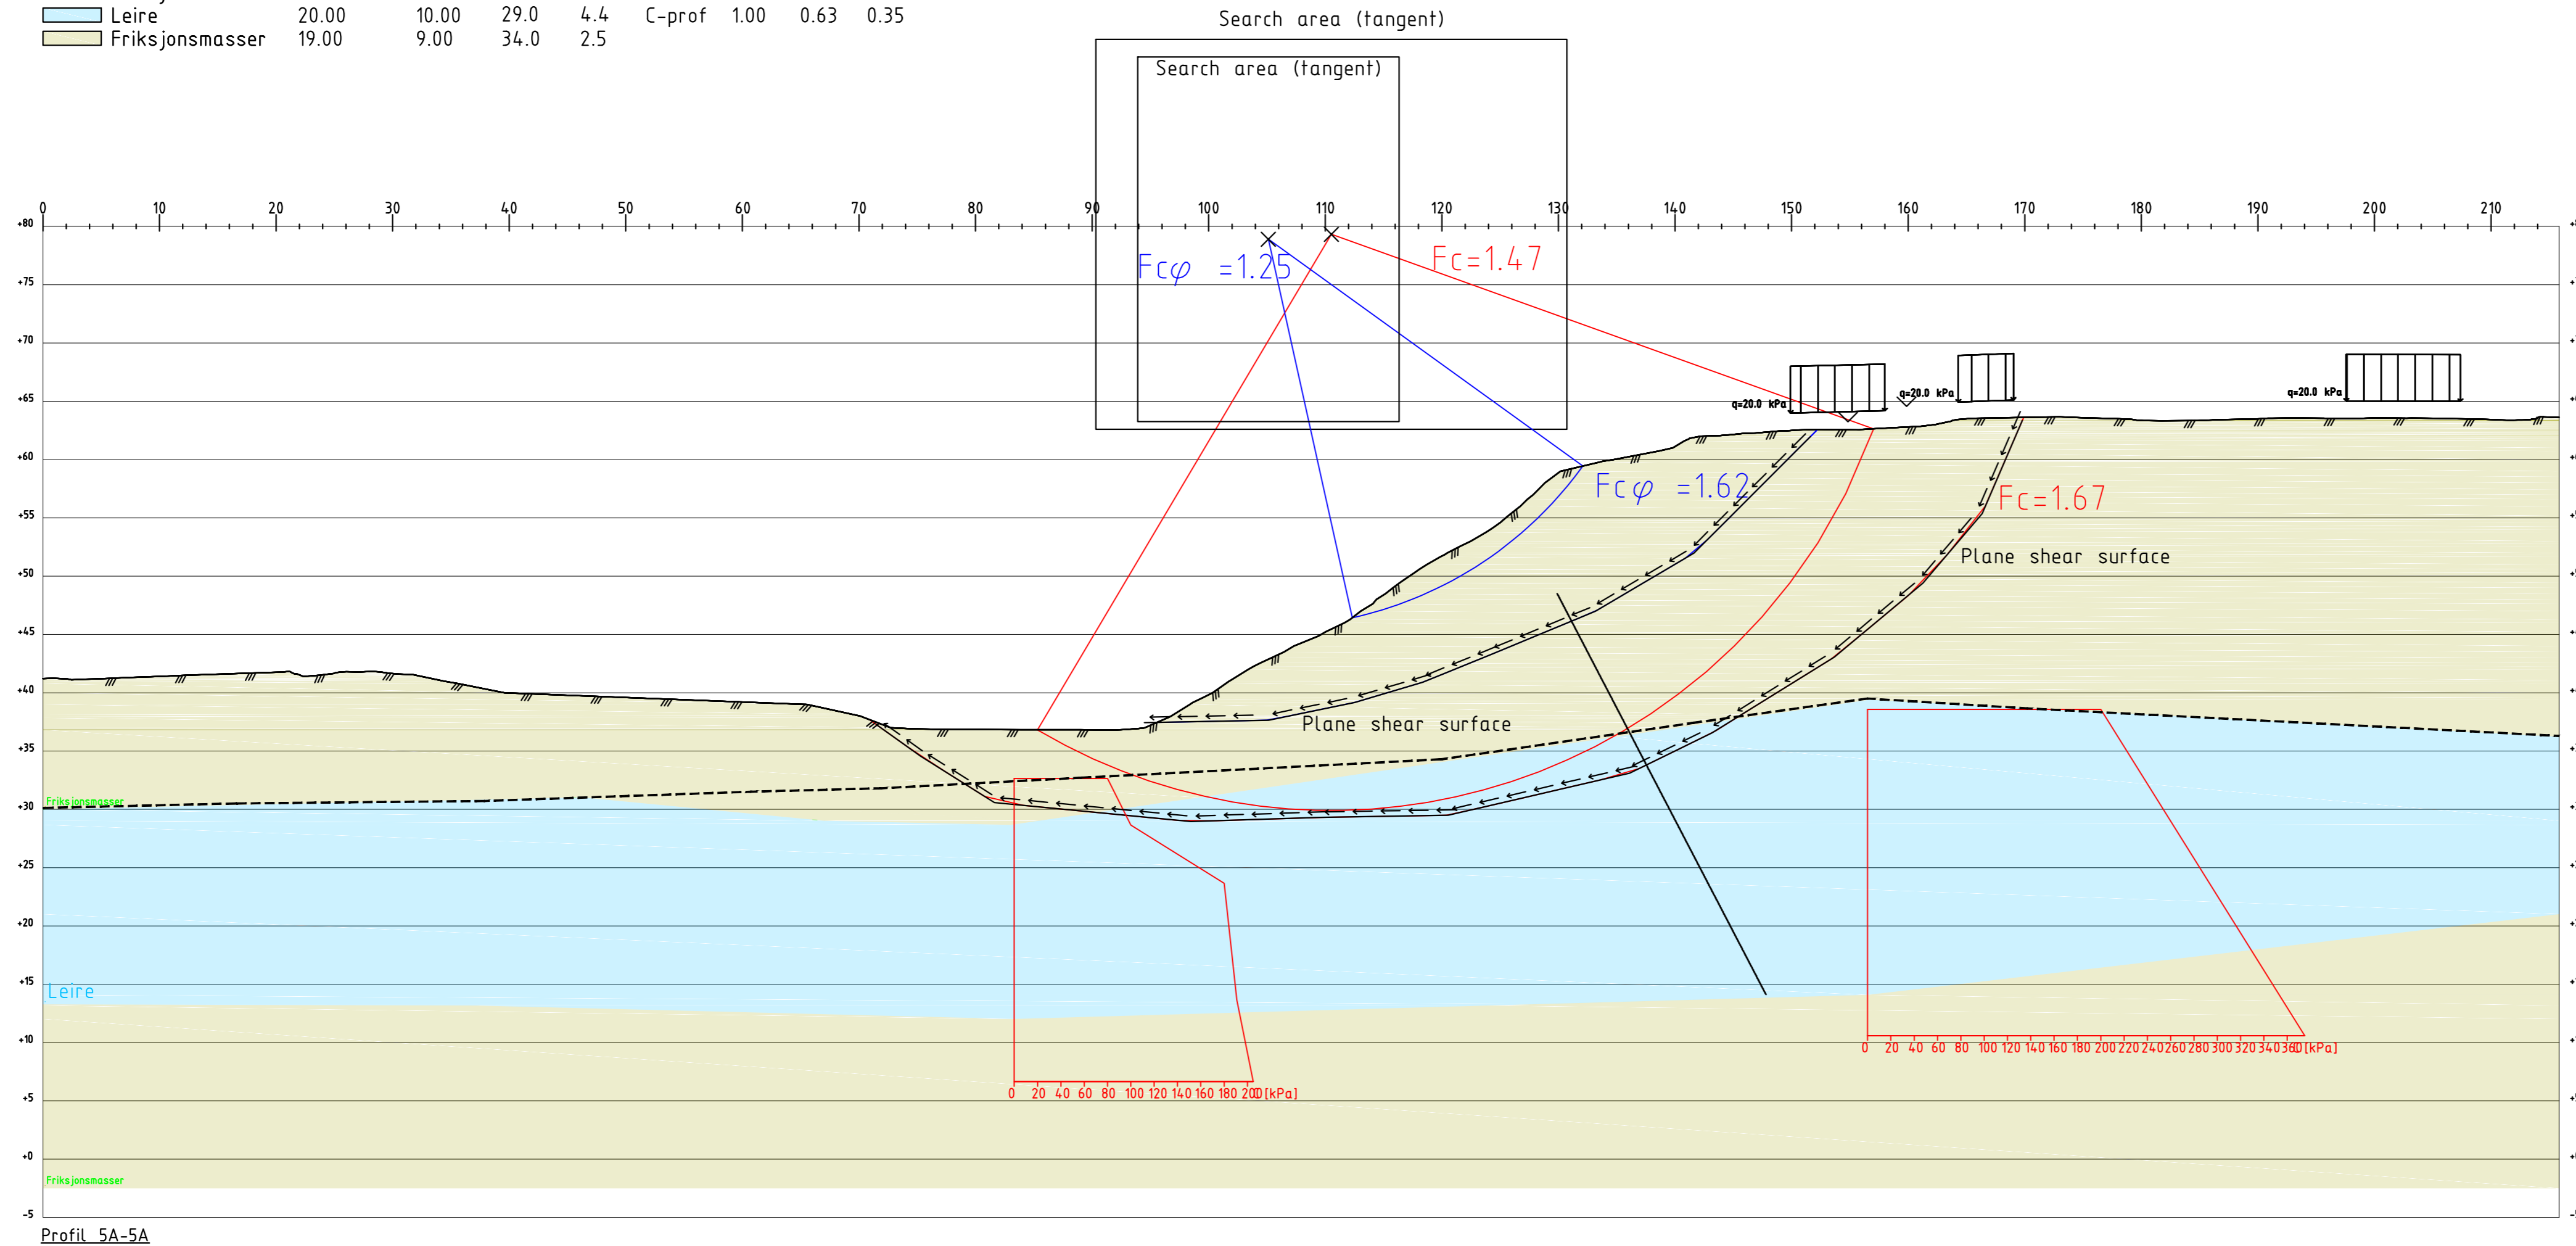 Leire 20.00 10.00 29.0 4.4 C-prof 1.00 0.63 0.35
Friksjonsmasser 19.00 9.00 34.0 2.5
Search area (tangent)
Search area (tangent)
0 10 20 30 40 50 60 70 80 90 100 110 120 130 140 150 160 170 180 190 200 210
+80
Fcφ =1.25
Fc=1.47
+75
+70
+65
q=20.0 kPa
q=20.0 kPa
q=20.0 kPa
+60
Fcφ =1.62
Fc=1.67
+55
Plane shear surface
+50
+45
+40
Plane shear surface
+35
Friksjonsmasser
+30
+25
+20
Leire
+15
+10
0 20 40 60 80 100 120 140 160 180 200 220 240 260 280 300 320 340 360 [kPa]
0 20 40 60 80 100 120 140 160 180 200 [kPa]
+5
+0
Friksjonsmasser
-5
Profil 5A-5A